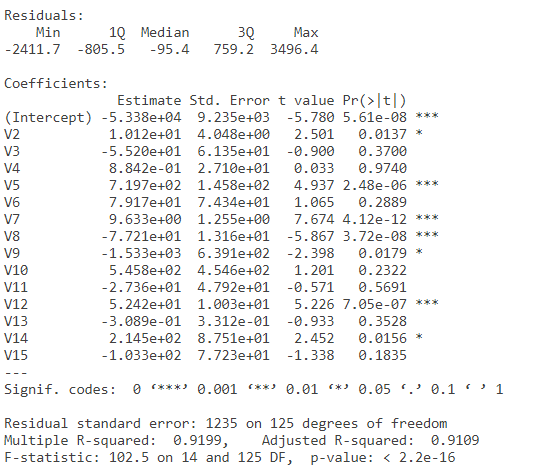 Residuals:
    Min      1Q  Median      3Q     Max
-2411.7  -805.5   -95.4   759.2  3496.4
Coefficients:
              Estimate Std. Error t value Pr(>|t|)
(Intercept) -5.338e+04  9.235e+03  -5.780 5.61e-08 ***
V2           1.012e+01  4.048e+00   2.501   0.0137 *
V3          -5.520e+01  6.135e+01  -0.900   0.3700
V4           8.842e-01  2.710e+01   0.033   0.9740
V5           7.197e+02  1.458e+02   4.937 2.48e-06 ***
V6           7.917e+01  7.434e+01   1.065   0.2889
V7           9.633e+00  1.255e+00   7.674 4.12e-12 ***
V8          -7.721e+01  1.316e+01  -5.867 3.72e-08 ***
V9          -1.533e+03  6.391e+02  -2.398   0.0179 *
V10          5.458e+02  4.546e+02   1.201   0.2322
V11         -2.736e+01  4.792e+01  -0.571   0.5691
V12          5.242e+01  1.003e+01   5.226 7.05e-07 ***
V13         -3.089e-01  3.312e-01  -0.933   0.3528
V14          2.145e+02  8.751e+01   2.452   0.0156 *
V15         -1.033e+02  7.723e+01  -1.338   0.1835
---
Signif. codes:  0 ‘***’ 0.001 ‘**’ 0.01 ‘*’ 0.05 ‘.’ 0.1 ‘ ’ 1
Residual standard error: 1235 on 125 degrees of freedom
Multiple R-squared:  0.9199,    Adjusted R-squared:  0.9109
F-statistic: 102.5 on 14 and 125 DF,  p-value: < 2.2e-16